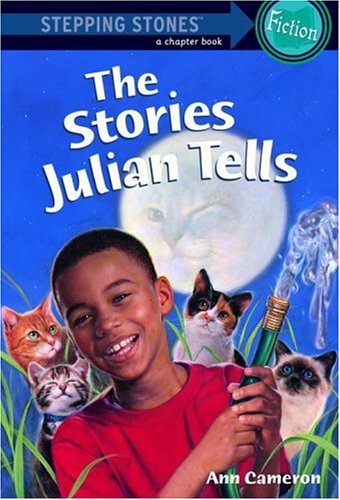 STEPPING STONES™
a chapter book
Fiction
The
Stories
Julian Tells
Ann Cameron